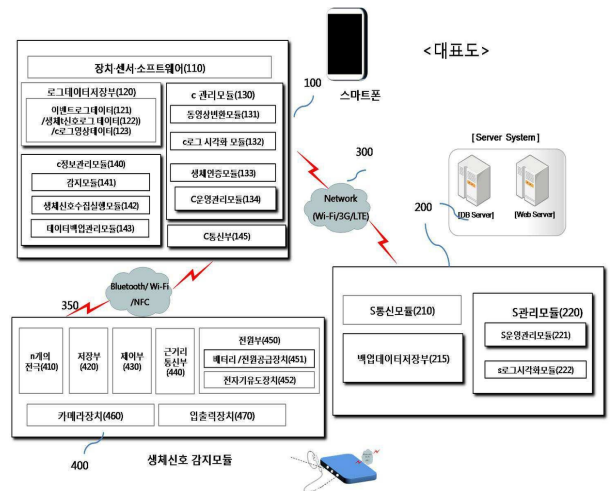 <대표도>
장치·센서·소프트웨어(110)
로그데이터저장부(120)
이벤트로그데이터(121)
/생체t신호로그 데이터(122))
/c로그영상데이터(123)
c정보관리모듈(140)
감지모듈(141)
생체신호수집실행모듈(142)
데이터백업관리모듈(143)
c 관리모듈(130)
동영상변환모듈(131)
c로그 시각화 모듈(132)
생체인증모듈(133)
C운영관리모듈(134)
C통신부(145)
100
스마트폰
300
Network
(Wi-Fi/3G/LTE)
[Server System]
[DB Server]
[Web Server]
200
Bluetooth/ Wi-Fi
/NFC
350
n개의
전극(410)
저장부
(420)
제어부
(430)
근거리
통신부
(440)
전원부(450)
배터리 /전원공급장치(451)
전자기유도장치(452)
카메라장치(460)
입출력장치(470)
400
생체신호 감지모듈
S통신모듈(210)
백업데이터저장부(215)
S관리모듈(220)
S운영관리모듈(221)
s로그시각화모듈(222)